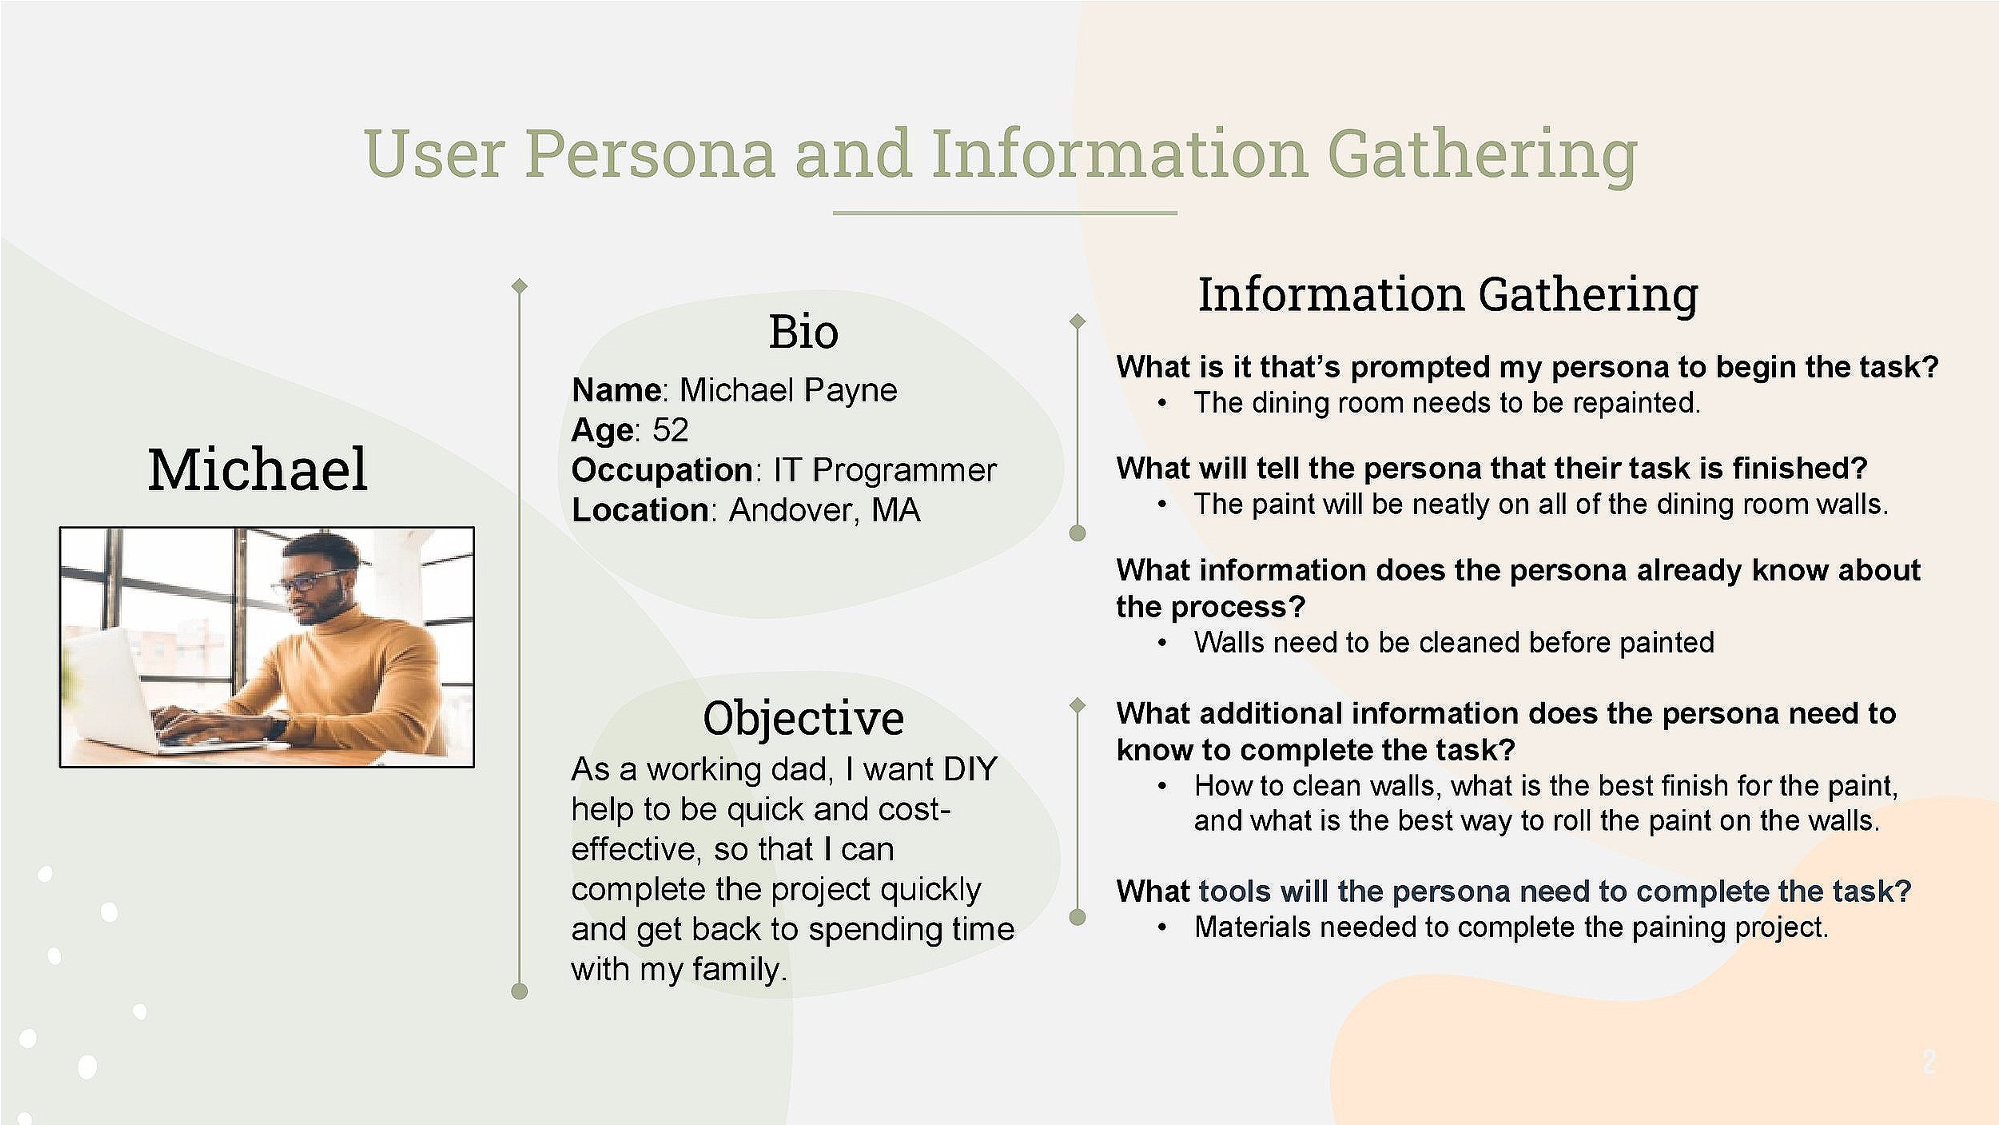 User Persona and Information Gathering
Michael
Bio
Name: Michael Payne
Age: 52
Occupation: IT Programmer
Location: Andover, MA
Objective
As a working dad, I want DIY
help to be quick and cost-
effective, so that I can
complete the project quickly
and get back to spending time
with my family.
Information Gathering
What is it that’s prompted my persona to begin the task?
• The dining room needs to be repainted.
What will tell the persona that their task is finished?
• The paint will be neatly on all of the dining room walls.
What information does the persona already know about
the process?
• Walls need to be cleaned before painted
What additional information does the persona need to
know to complete the task?
• How to clean walls, what is the best finish for the paint,
and what is the best way to roll the paint on the walls.
What tools will the persona need to complete the task?
• Materials needed to complete the paining project.
2